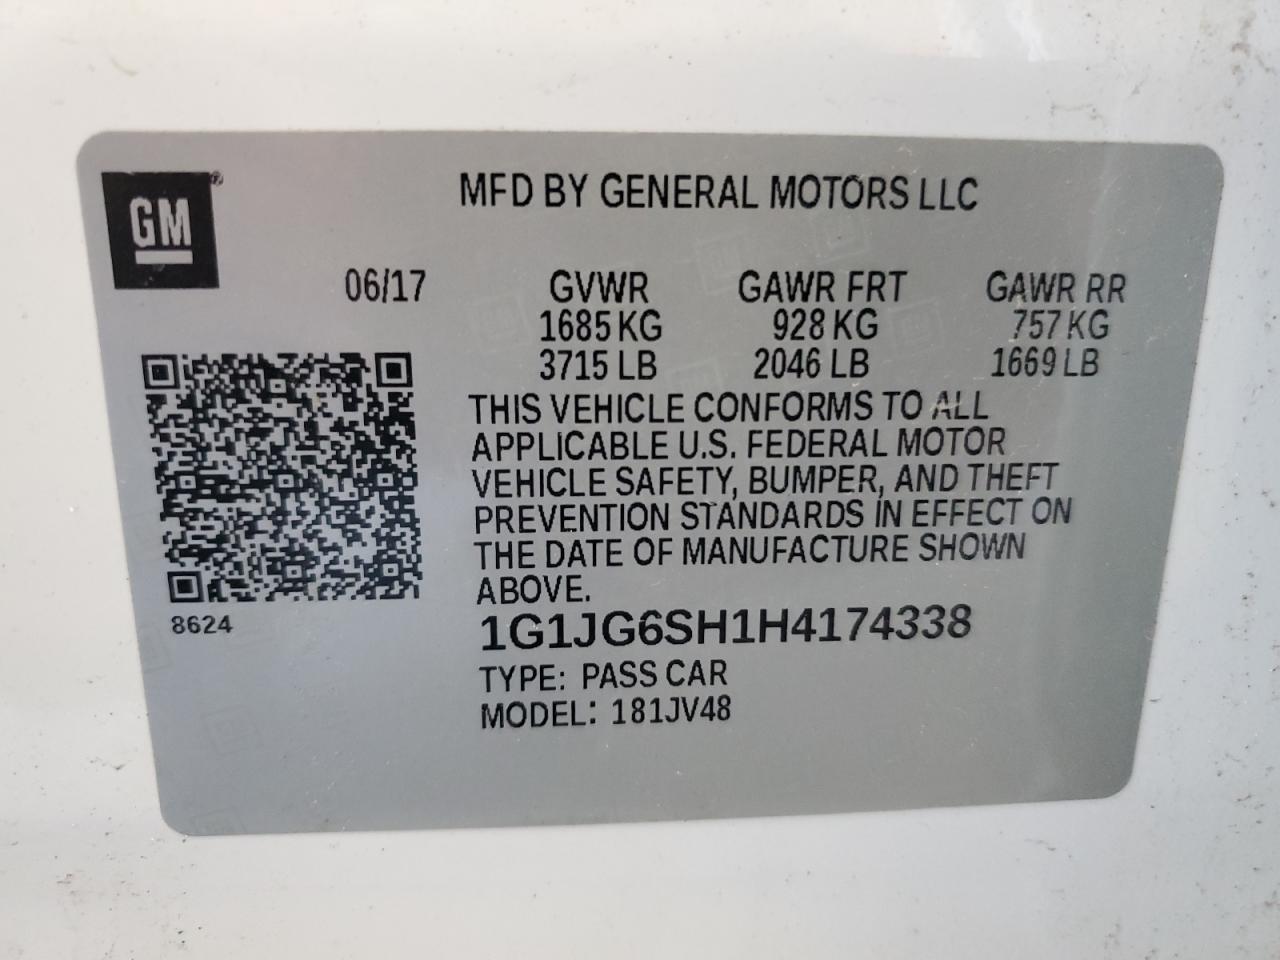 GM®
MFD BY GENERAL MOTORS LLC
06/17 GVWR GAWR FRT GAWR RR
1685 KG 928 KG 757 KG
3715 LB 2046 LB 1669 LB
THIS VEHICLE CONFORMS TO ALL
APPLICABLE U.S. FEDERAL MOTOR
VEHICLE SAFETY, BUMPER, AND THEFT
PREVENTION STANDARDS IN EFFECT ON
THE DATE OF MANUFACTURE SHOWN
ABOVE.
8624
1G1JG6SH1H4174338
TYPE: PASS CAR
MODEL: 181JV48